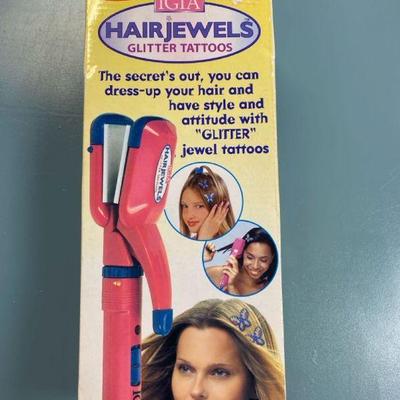 IGIA
HAIRJEWELS™
GLITTER TATTOOS
The secret's out, you can
dress-up your hair and
have style and
attitude with
"GLITTER"
jewel tattoos
HAIRJEWELS